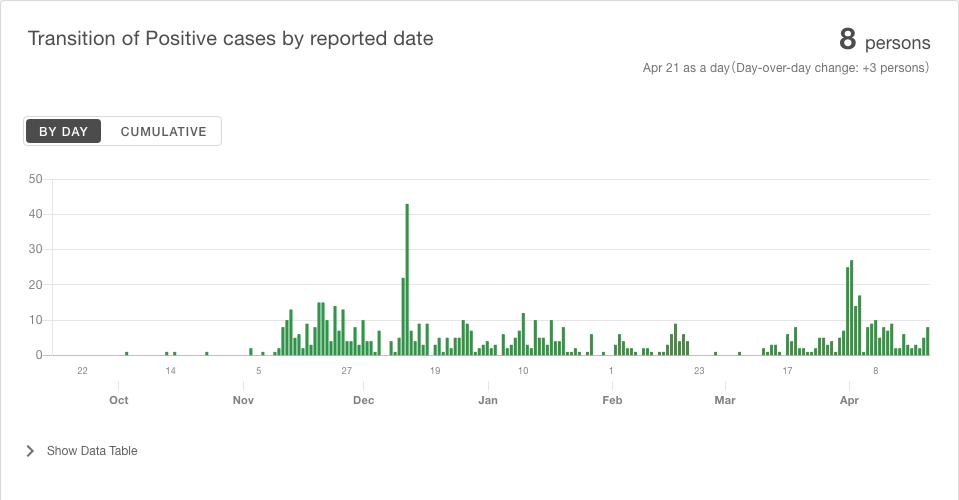 Transition of Positive cases by reported date
8 persons
Apr 21 as a day(Day-over-day change: +3 persons)
BY DAY CUMULATIVE
50
40
30
20
10
0
22 14 5 27 19 10 1 23 17 8
Oct Nov Dec Jan Feb Mar Apr
Show Data Table